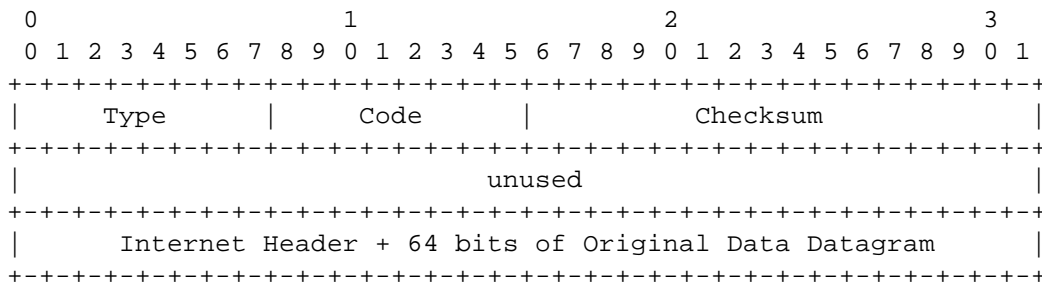 0                   1                   2                   3
 0 1 2 3 4 5 6 7 8 9 0 1 2 3 4 5 6 7 8 9 0 1 2 3 4 5 6 7 8 9 0 1
+-+-+-+-+-+-+-+-+-+-+-+-+-+-+-+-+-+-+-+-+-+-+-+-+-+-+-+-+-+-+-+-+
|     Type      |     Code      |          Checksum             |
+-+-+-+-+-+-+-+-+-+-+-+-+-+-+-+-+-+-+-+-+-+-+-+-+-+-+-+-+-+-+-+-+
|                             unused                            |
+-+-+-+-+-+-+-+-+-+-+-+-+-+-+-+-+-+-+-+-+-+-+-+-+-+-+-+-+-+-+-+-+
|      Internet Header + 64 bits of Original Data Datagram      |
+-+-+-+-+-+-+-+-+-+-+-+-+-+-+-+-+-+-+-+-+-+-+-+-+-+-+-+-+-+-+-+-+